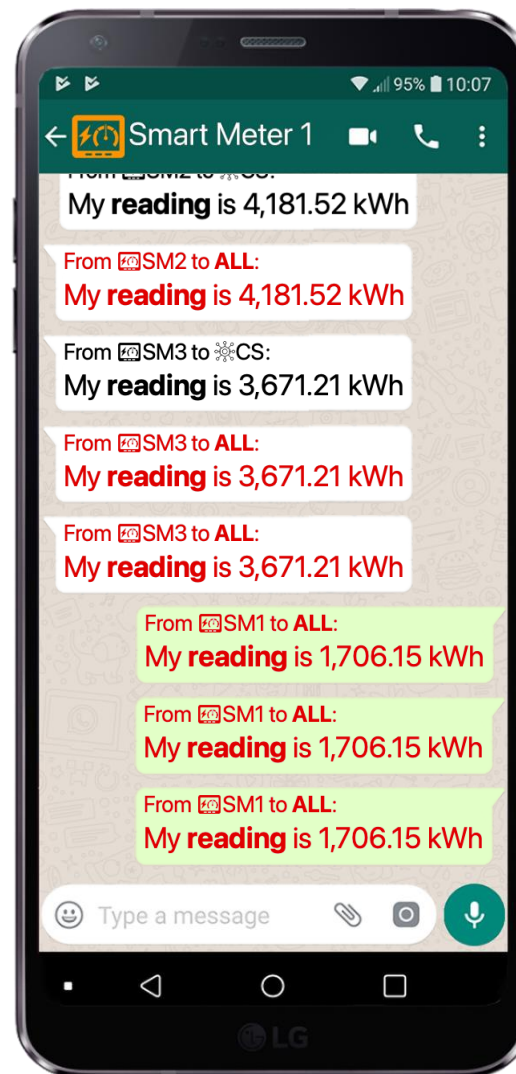 95% 10:07
Smart Meter 1
From SM2 to CS:
My reading is 4,181.52 kWh
From SM2 to ALL:
My reading is 4,181.52 kWh
From SM3 to CS:
My reading is 3,671.21 kWh
From SM3 to ALL:
My reading is 3,671.21 kWh
From SM3 to ALL:
My reading is 3,671.21 kWh
From SM1 to ALL:
My reading is 1,706.15 kWh
From SM1 to ALL:
My reading is 1,706.15 kWh
From SM1 to ALL:
My reading is 1,706.15 kWh
Type a message
LG